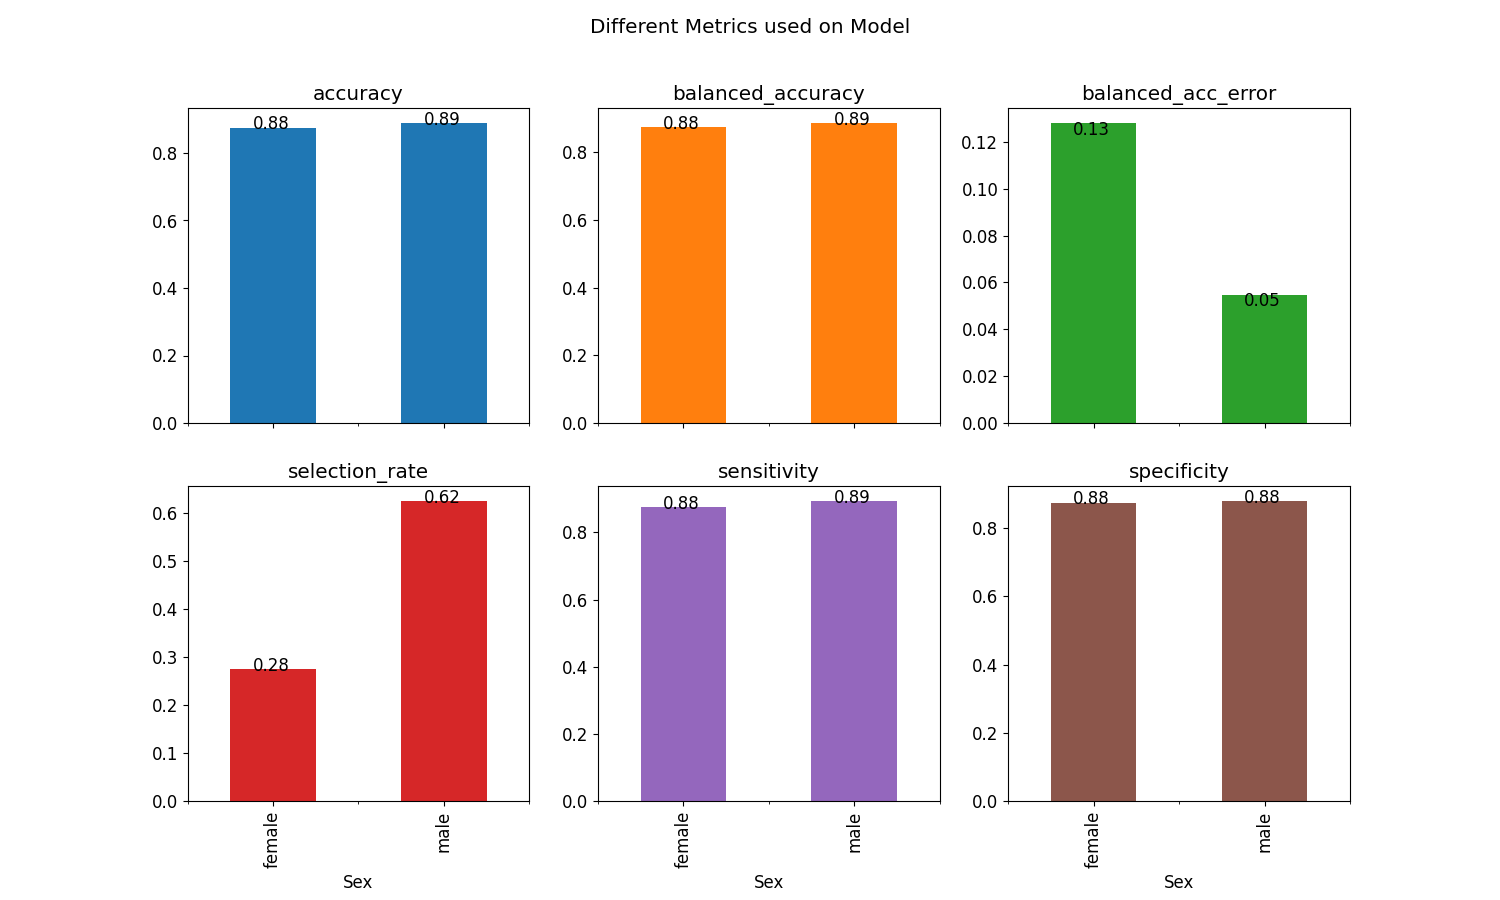 Different Metrics used on Model
accuracy
0.88
0.89
0.8
0.6
0.4
0.2
0.0
balanced_accuracy
0.88
0.89
0.8
0.6
0.4
0.2
0.0
balanced_acc_error
0.13
0.05
0.12
0.10
0.08
0.06
0.04
0.02
0.00
selection_rate
0.28
0.62
0.6
0.5
0.4
0.3
0.2
0.1
0.0
female
male
Sex
sensitivity
0.88
0.89
0.8
0.6
0.4
0.2
0.0
female
male
Sex
specificity
0.88
0.88
0.8
0.6
0.4
0.2
0.0
female
male
Sex